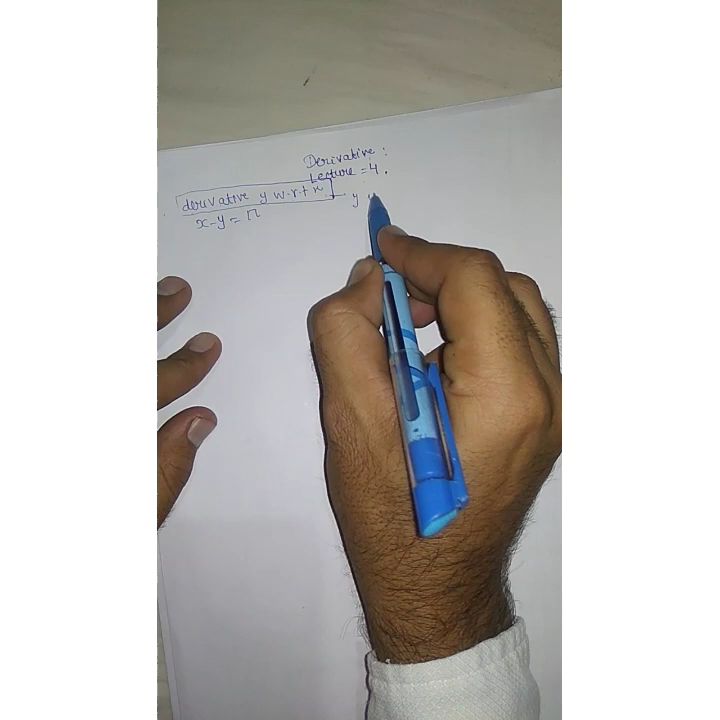 Derivative :
Lecture = 4 .
derivative y w.r.t x
y
x-y = π